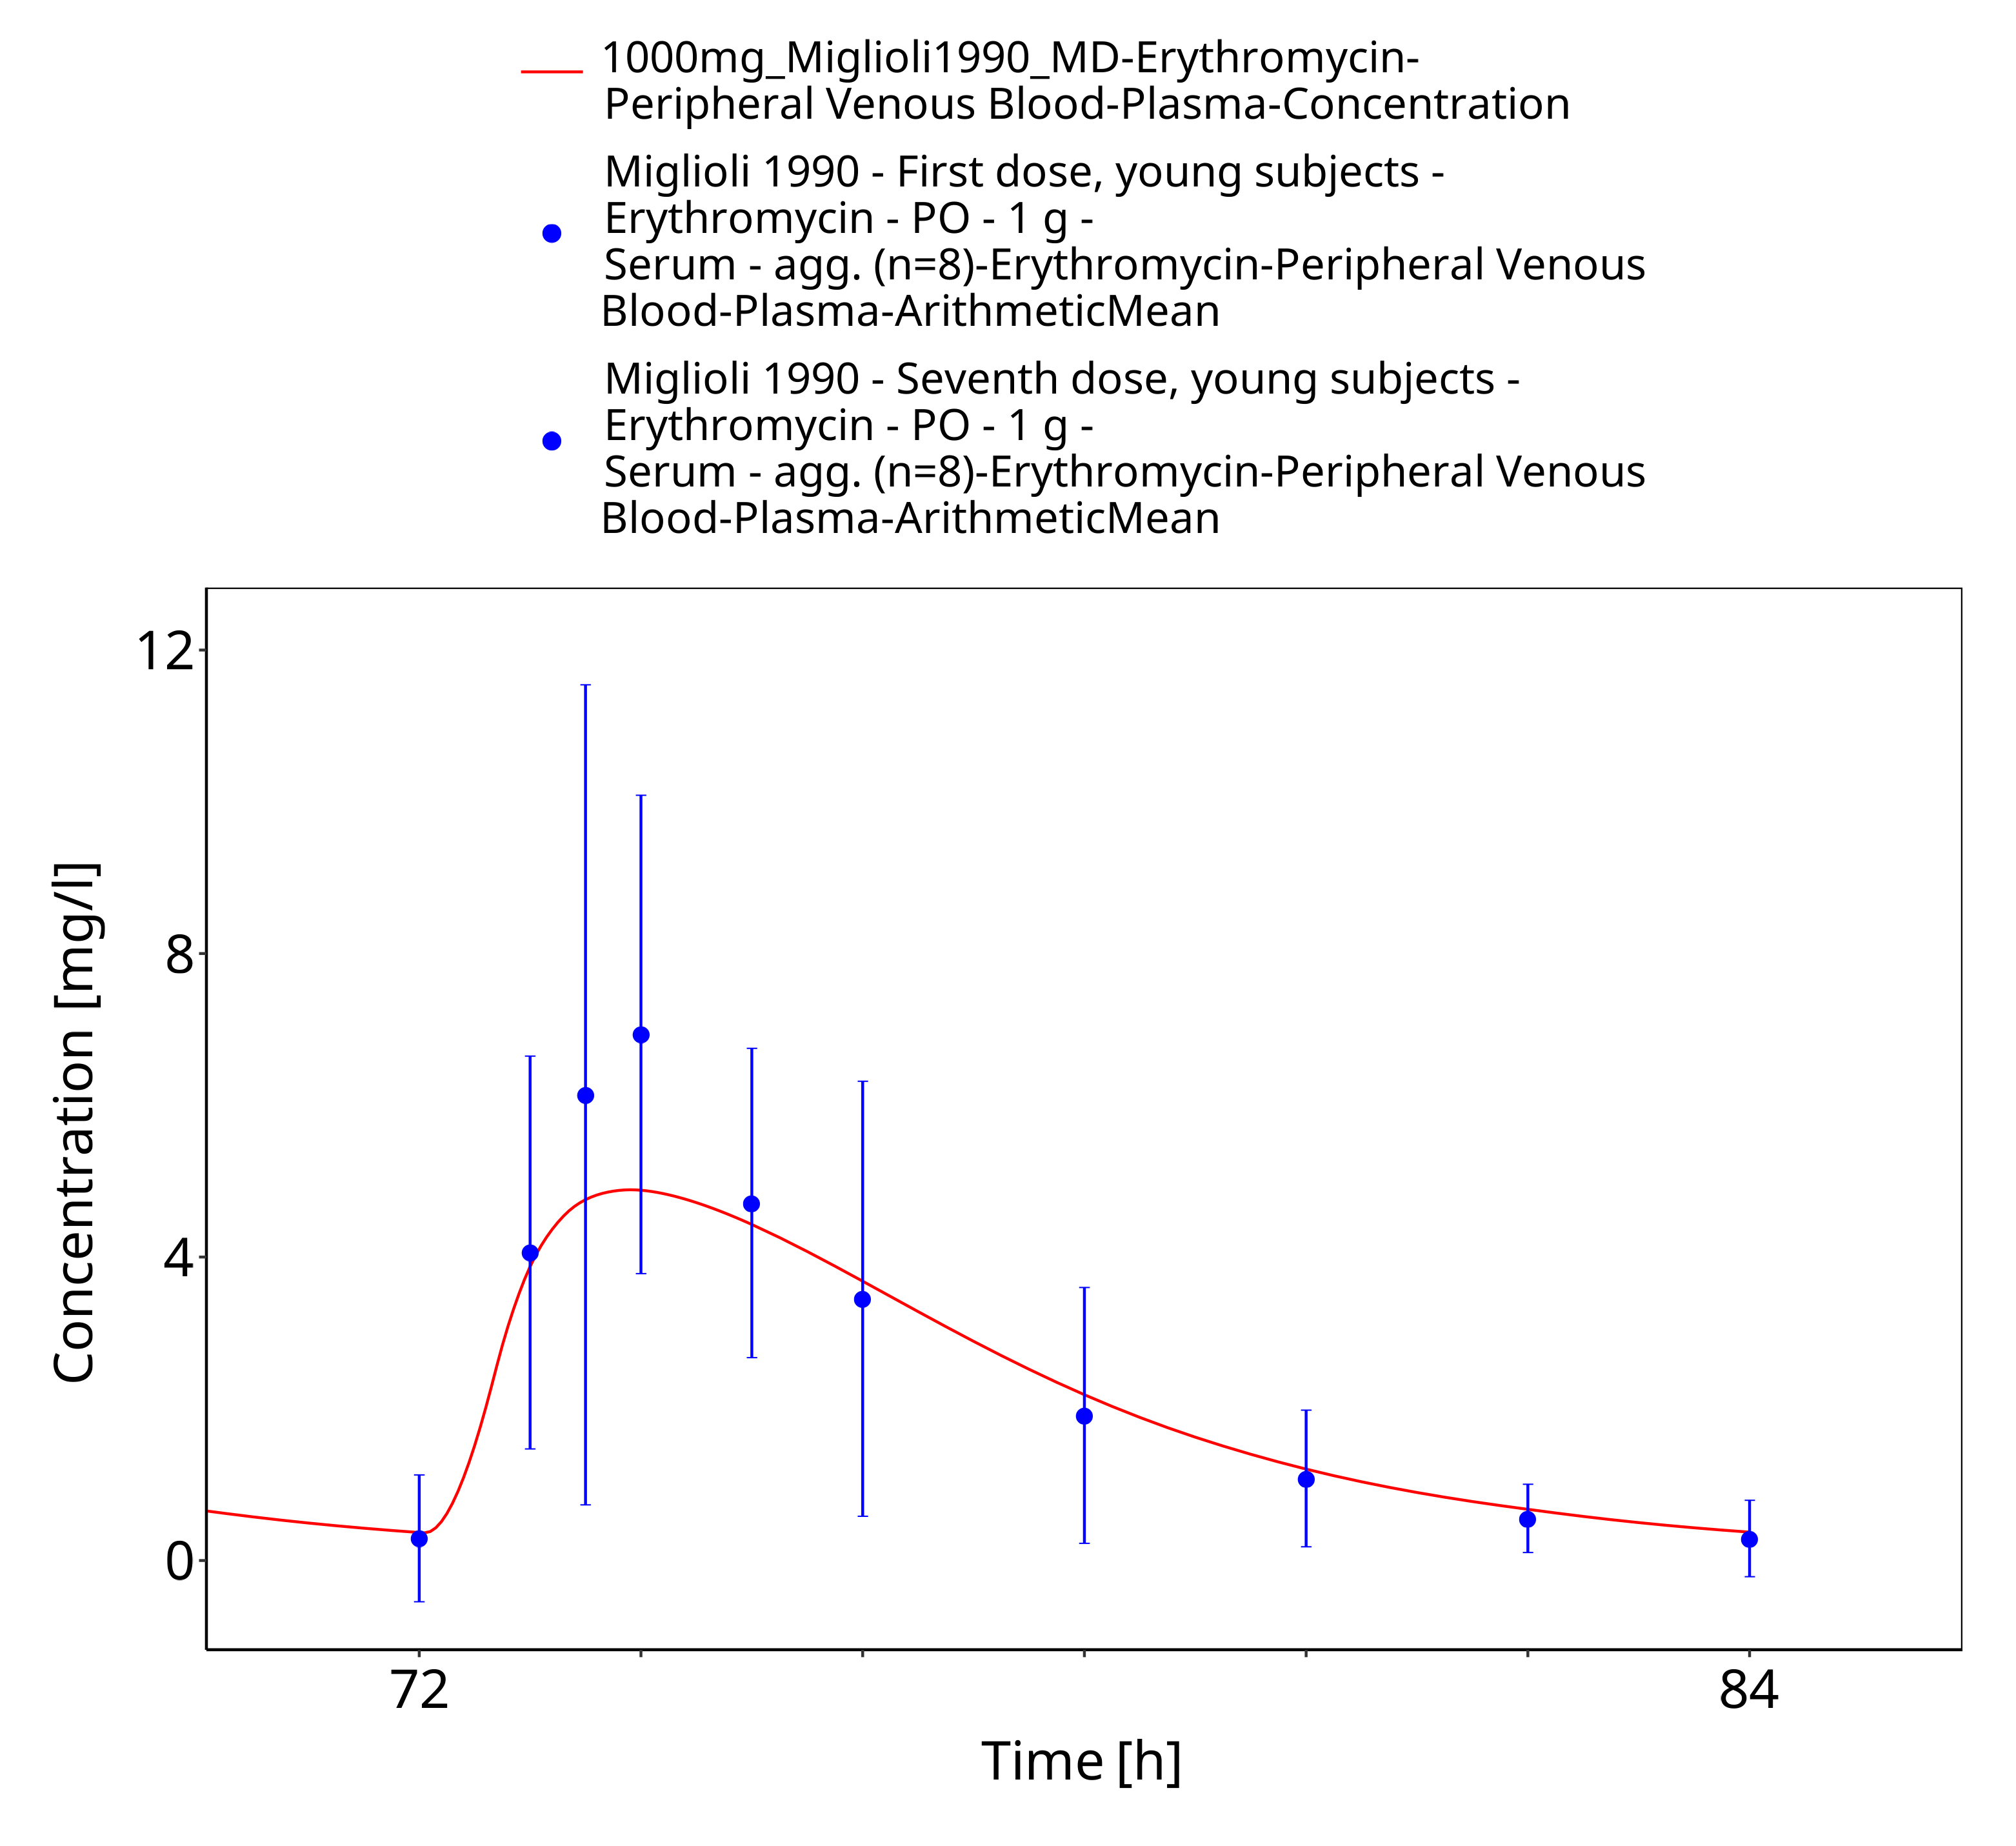 1000mg_Miglioli1990_MD-Erythromycin-
Peripheral Venous Blood-Plasma-Concentration
Miglioli 1990 - First dose, young subjects -
Erythromycin - PO - 1 g -
Serum - agg. (n=8)-Erythromycin-Peripheral Venous
Blood-Plasma-ArithmeticMean
Miglioli 1990 - Seventh dose, young subjects -
Erythromycin - PO - 1 g -
Serum - agg. (n=8)-Erythromycin-Peripheral Venous
Blood-Plasma-ArithmeticMean
12
8
4
0
Concentration [mg/l]
72
84
Time [h]